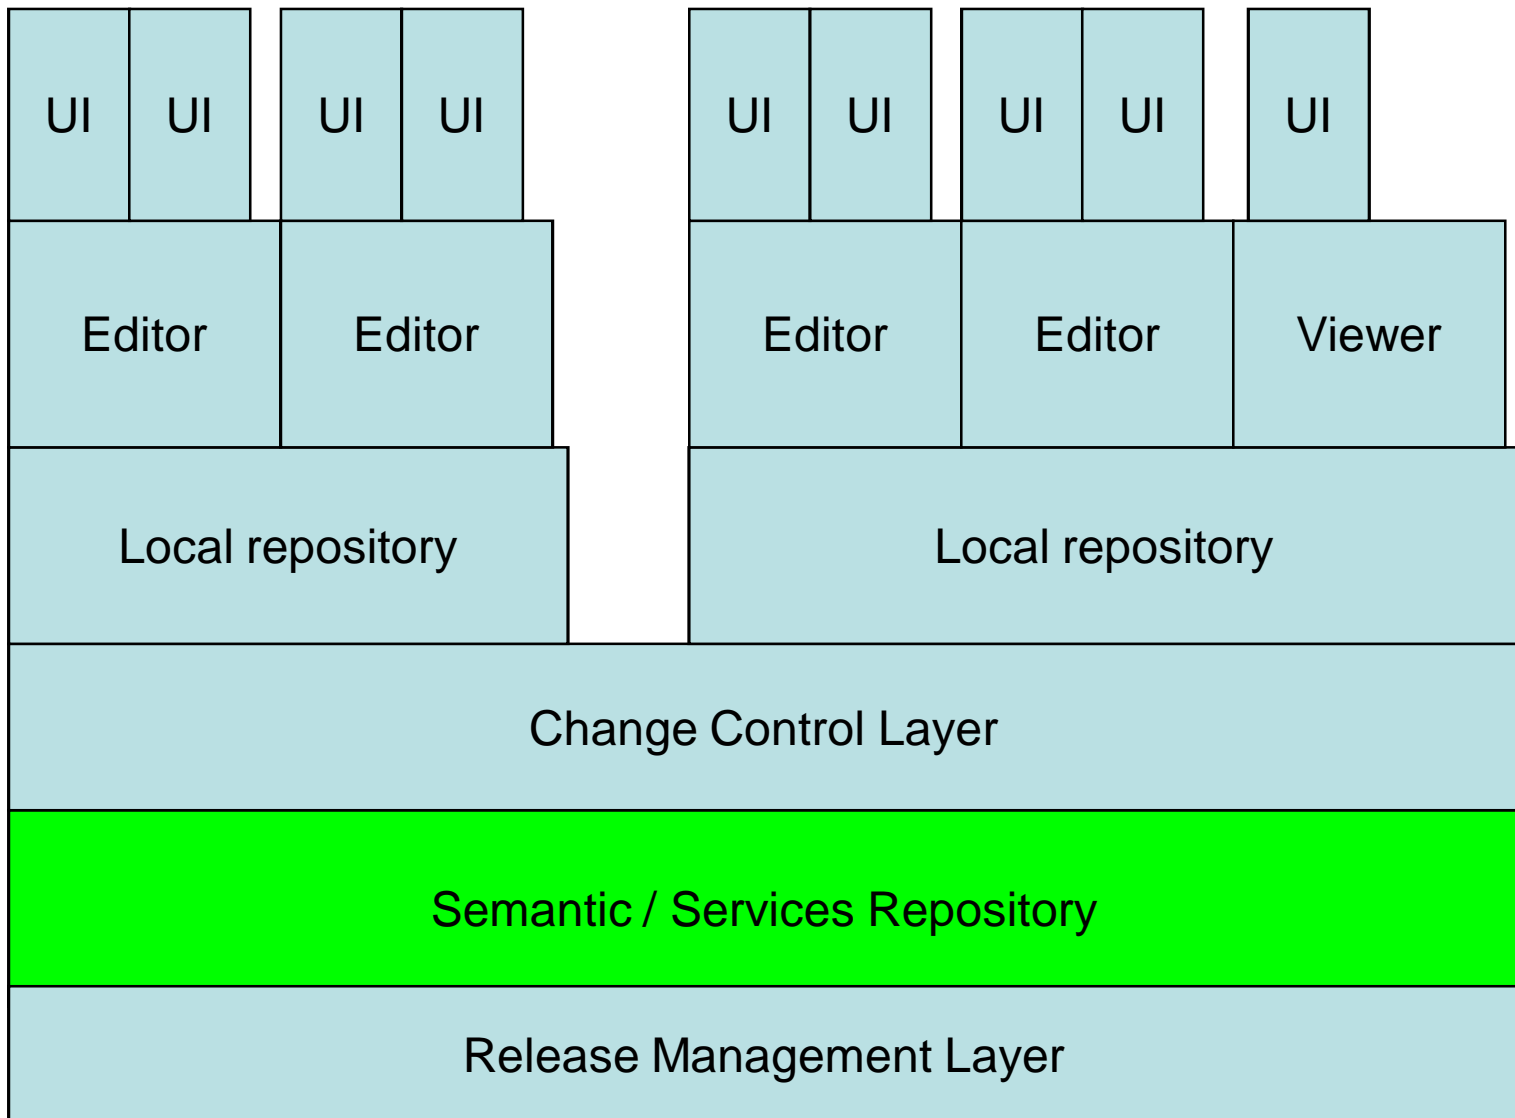 UI UI UI UI UI UI UI UI UI
Editor Editor Editor Editor Viewer
Local repository Local repository
Change Control Layer
Semantic / Services Repository
Release Management Layer